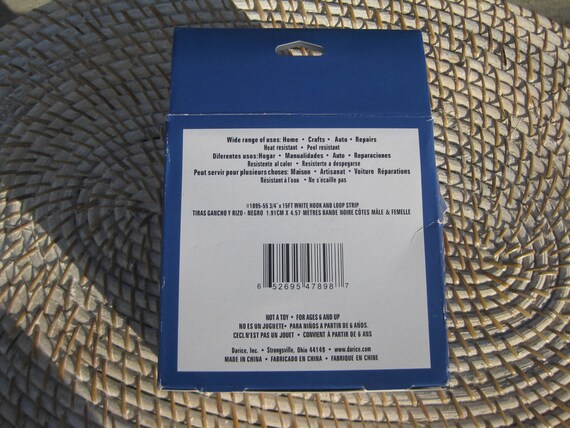 Wide range of uses: Home • Crafts • Auto • Repairs
Heat resistant • Peel resistant
Diferentes usos: Hogar • Manualidades • Auto • Reparaciones
Resistente al calor • Resistente a despegarse
Peut servir pour plusieurs choses: Maison • Artisanat • Voiture Réparations
Résistant à l'eau • No s'écaille pas
#1095-55 3/4" x 15FT WHITE HOOK AND LOOP STRIP
TIRAS GANCHO Y RIZO - NEGRO 1.91CM X 4.57 METRES BANDE NOIRE CÔTES MÂLE & FEMELLE
6 52695 47898 7
NOT A TOY • FOR AGES 6 AND UP
NO ES UN JUGUETE • PARA NIÑOS A PARTIR DE 6 AÑOS.
CECI N'EST PAS UN JOUET • CONVIENT À PARTIR DE 6 ANS
Darice, Inc. • Strongsville, Ohio 44149 • www.darice.com
MADE IN CHINA • FABRICADO EN CHINA • FABRIQUE EN CHINE